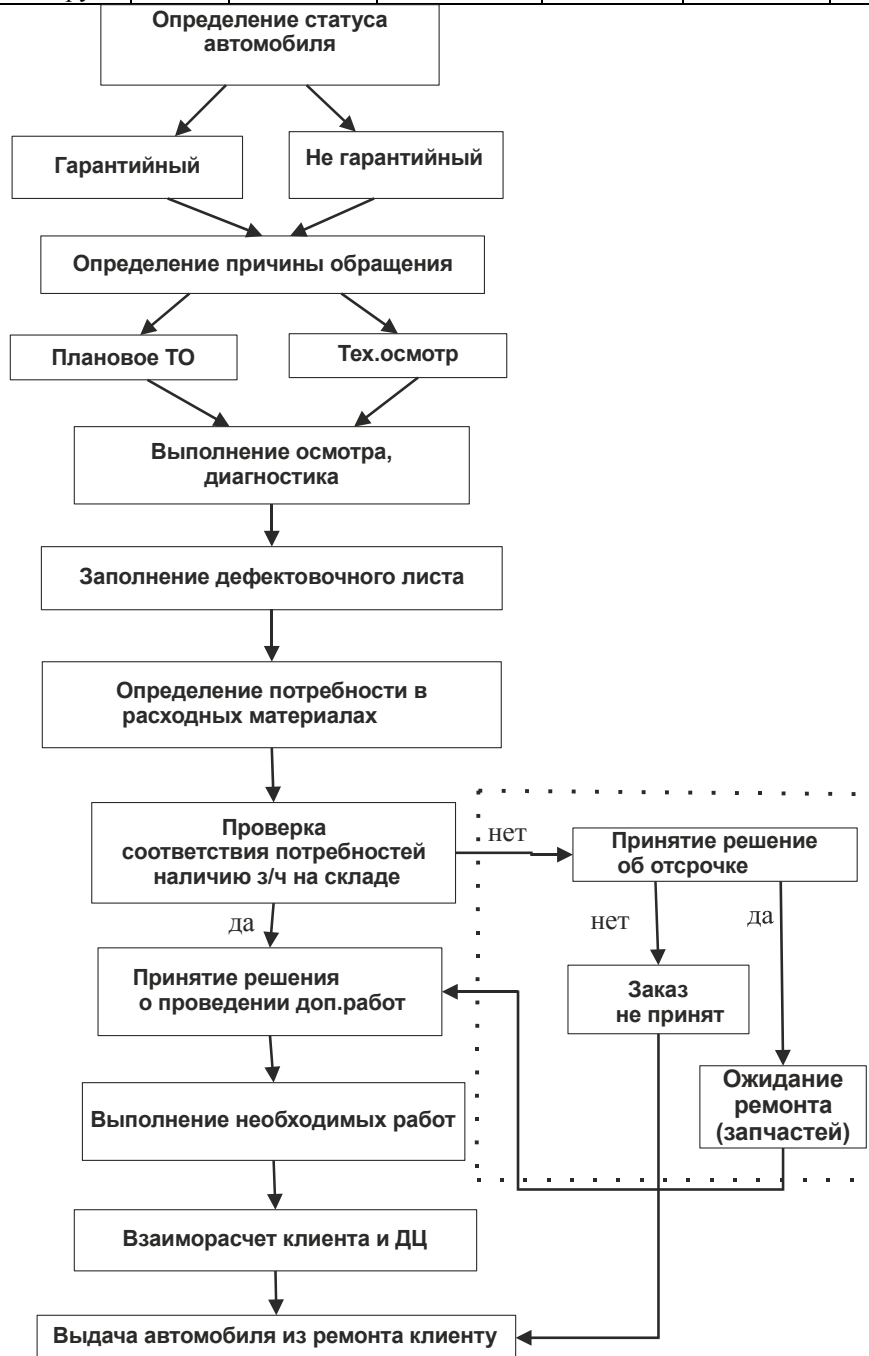 Определение статуса
автомобиля
Гарантийный
Не гарантийный
Определение причины обращения
Плановое ТО
Тех.осмотр
Выполнение осмотра,
диагностика
Заполнение дефектовочного листа
Определение потребности в
расходных материалах
Проверка
соответствия потребностей
наличию з/ч на складе
нет
Принятие решение
об отсрочке
да
нет
да
Принятие решения
о проведении доп.работ
Заказ
не принят
Ожидание
ремонта
(запчастей)
Выполнение необходимых работ
Взаиморасчет клиента и ДЦ
Выдача автомобиля из ремонта клиенту